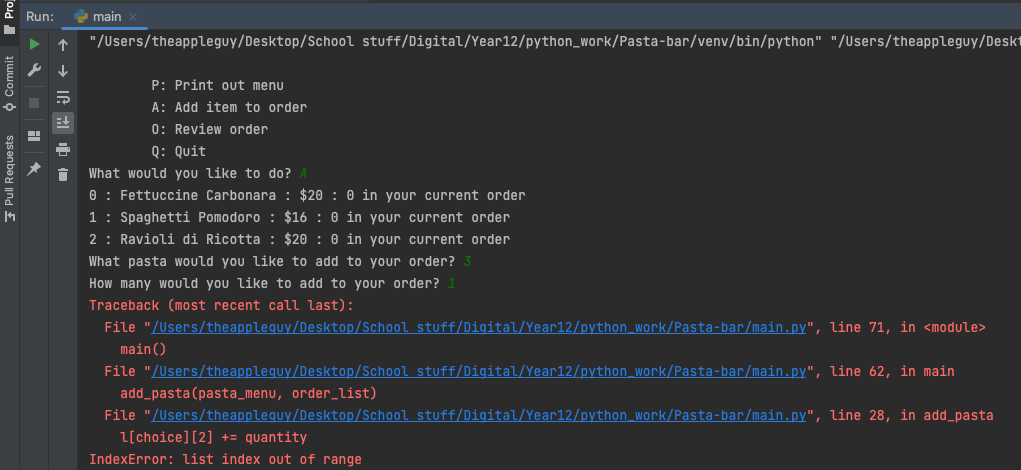 Run: main
"/Users/theappleguy/Desktop/School stuff/Digital/Year12/python_work/Pasta-bar/venv/bin/python" "/Users/theappleguy/Deskt
P: Print out menu
A: Add item to order
O: Review order
Q: Quit
What would you like to do? A
0 : Fettuccine Carbonara : $20 : 0 in your current order
1 : Spaghetti Pomodoro : $16 : 0 in your current order
2 : Ravioli di Ricotta : $20 : 0 in your current order
What pasta would you like to add to your order? 3
How many would you like to add to your order? 1
Traceback (most recent call last):
File "/Users/theappleguy/Desktop/School stuff/Digital/Year12/python_work/Pasta-bar/main.py", line 71, in <module>
main()
File "/Users/theappleguy/Desktop/School stuff/Digital/Year12/python_work/Pasta-bar/main.py", line 62, in main
add_pasta(pasta_menu, order_list)
File "/Users/theappleguy/Desktop/School stuff/Digital/Year12/python_work/Pasta-bar/main.py", line 28, in add_pasta
l[choice][2] += quantity
IndexError: list index out of range
Proj
Commit
Pull Requests